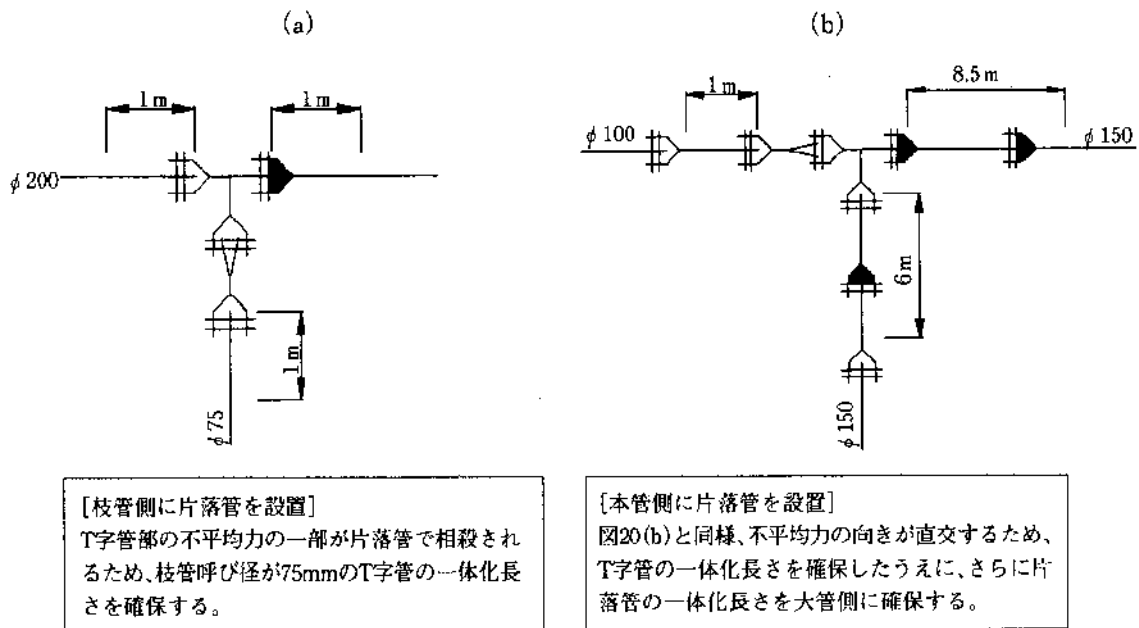 (a)
1m
1m
φ200
1m
φ75
[枝管側に片落管を設置]
T字管部の不平均力の一部が片落管で相殺され
るため、枝管呼び径が75mmのT字管の一体化長
さを確保する。
(b)
8.5m
1m
φ100
φ150
6m
φ150
[本管側に片落管を設置]
図20(b)と同様、不平均力の向きが直交するため、
T字管の一体化長さを確保したうえに、さらに片
落管の一体化長さを大管側に確保する。